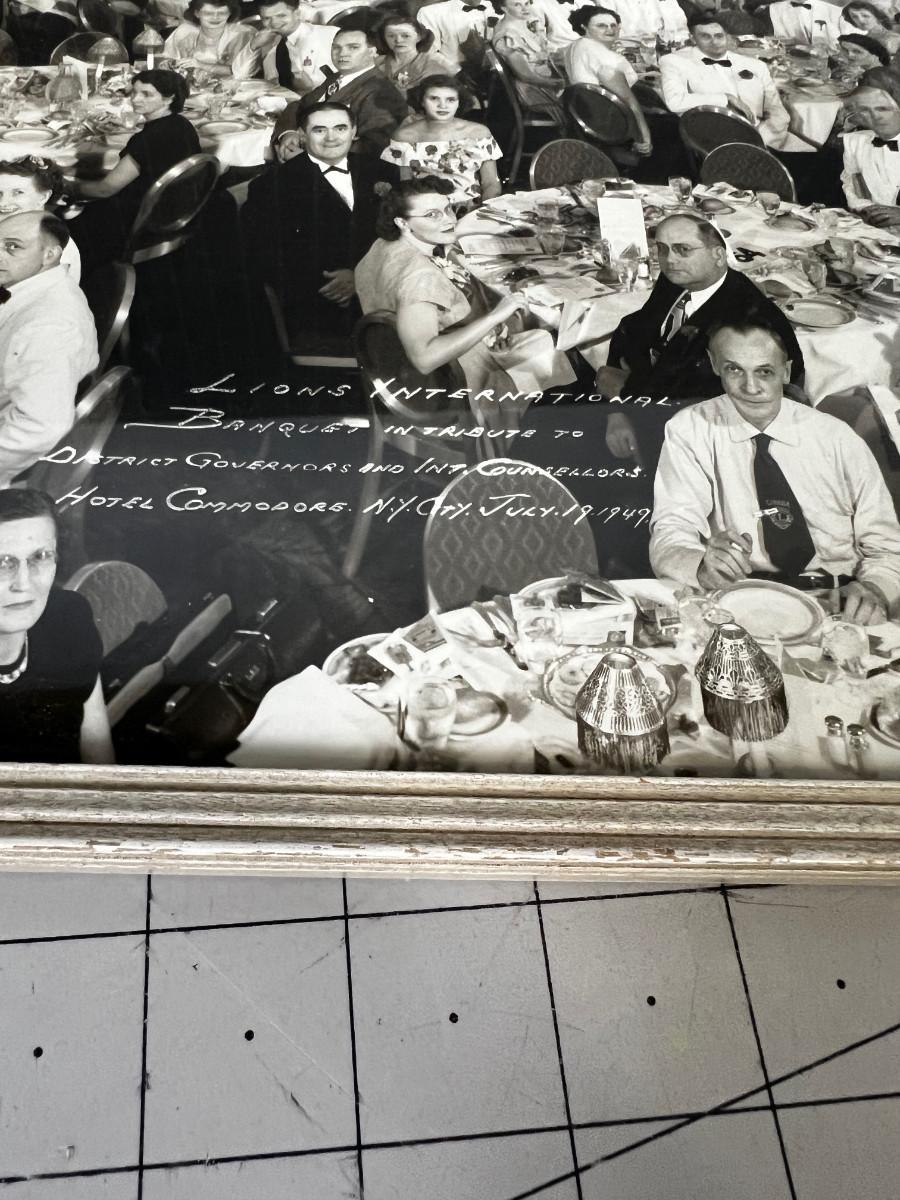 LIONS INTERNATIONAL.
BANQUET IN TRIBUTE TO
DISTRICT GOVERNORS AND INT. COUNSELLORS.
HOTEL COMMODORE. N.Y. CITY. JULY. 19. 1949.